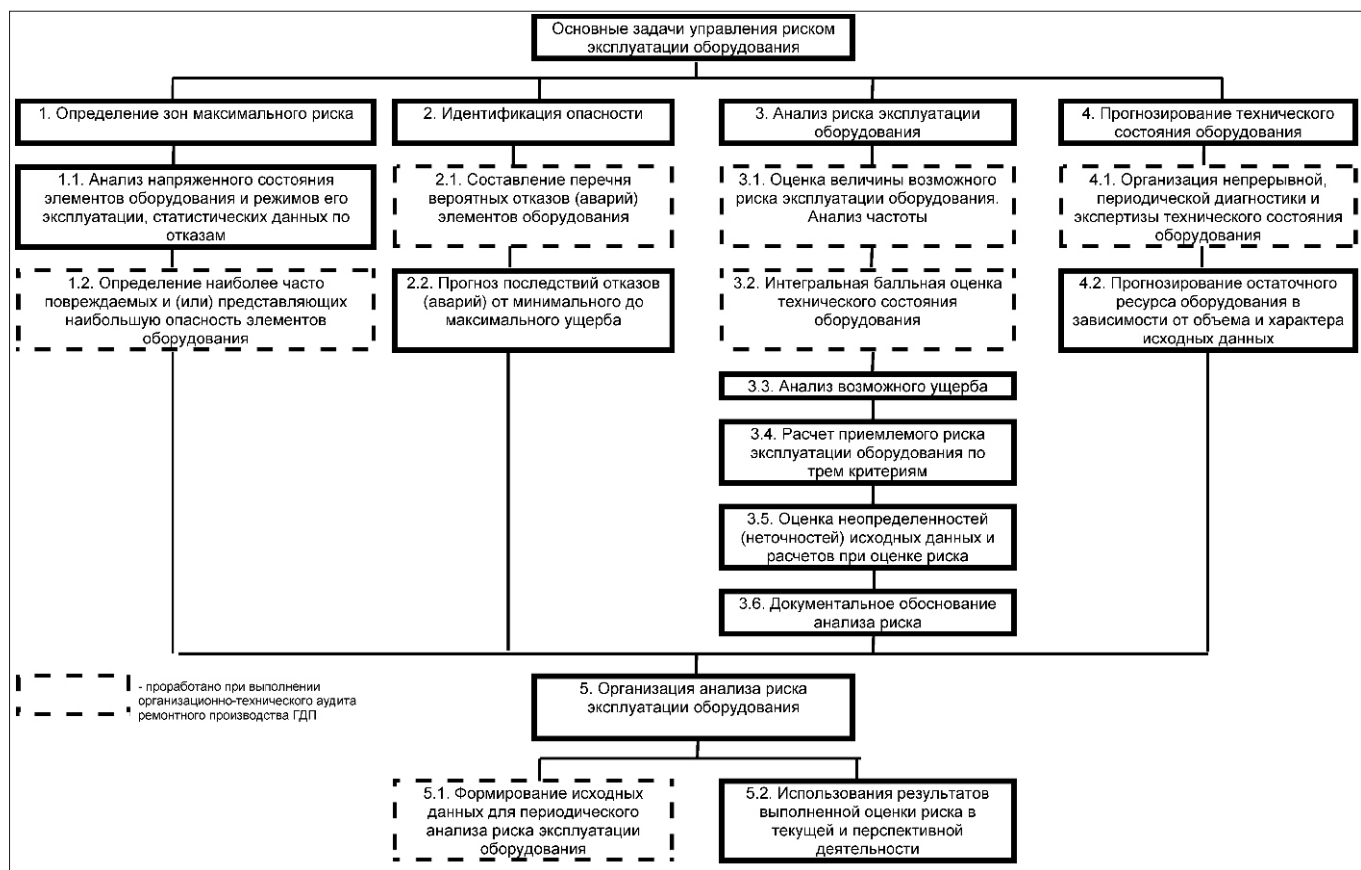 Основные задачи управления риском
эксплуатации оборудования
1. Определение зон максимального риска
2. Идентификация опасности
3. Анализ риска эксплуатации
оборудования
4. Прогнозирование технического
состояния оборудования
1.1. Анализ напряженного состояния
элементов оборудования и режимов его
эксплуатации, статистических данных по
отказам
2.1. Составление перечня
вероятных отказов (аварий)
элементов оборудования
3.1. Оценка величины возможного
риска эксплуатации оборудования.
Анализ частоты
4.1. Организация непрерывной,
периодической диагностики и
экспертизы технического состояния
оборудования
1.2. Определение наиболее часто
повреждаемых и (или) представляющих
наибольшую опасность элементов
оборудования
2.2. Прогноз последствий отказов
(аварий) от минимального до
максимального ущерба
3.2. Интегральная балльная оценка
технического состояния
оборудования
4.2. Прогнозирование остаточного
ресурса оборудования в
зависимости от объема и характера
исходных данных
3.3. Анализ возможного ущерба
3.4. Расчет приемлемого риска
эксплуатации оборудования по
трем критериям
3.5. Оценка неопределенностей
(неточностей) исходных данных и
расчетов при оценке риска
3.6. Документальное обоснование
анализа риска
- проработано при выполнении
организационно-технического аудита
ремонтного производства ГДП
5. Организация анализа риска
эксплуатации оборудования
5.1. Формирование исходных
данных для периодического
анализа риска эксплуатации
оборудования
5.2. Использования результатов
выполненной оценки риска в
текущей и перспективной
деятельности